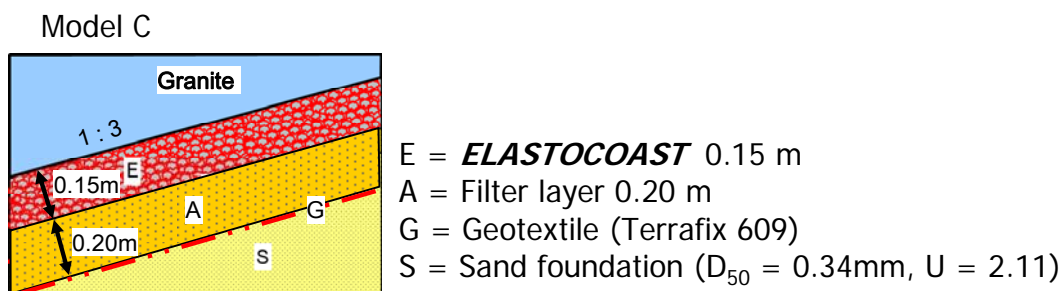 Model C
Granite
1 : 3
E
0.15m
A
G
0.20m
S
E = ELASTOCOAST 0.15 m
A = Filter layer 0.20 m
G = Geotextile (Terrafix 609)
S = Sand foundation (D50 = 0.34mm, U = 2.11)